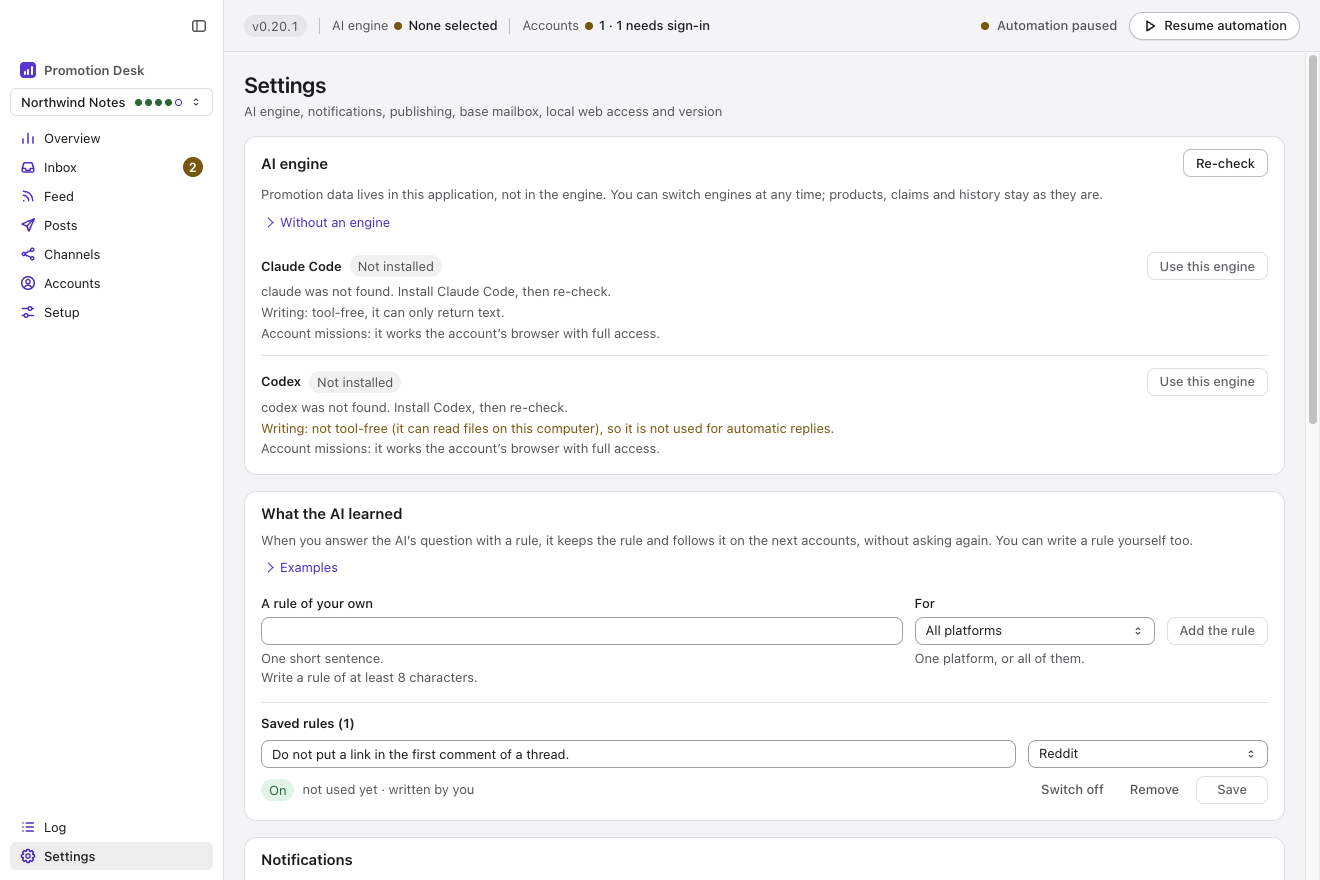 v0.20.1
AI engine
None selected
Accounts
1 · 1 needs sign-in
Automation paused
Resume automation
Promotion Desk
Northwind Notes
Overview
Inbox
2
Feed
Posts
Channels
Accounts
Setup
Log
Settings
Settings
AI engine, notifications, publishing, base mailbox, local web access and version
AI engine
Re-check
Promotion data lives in this application, not in the engine. You can switch engines at any time; products, claims and history stay as they are.
Without an engine
Claude Code
Not installed
Use this engine
claude was not found. Install Claude Code, then re-check.
Writing: tool-free, it can only return text.
Account missions: it works the account’s browser with full access.
Codex
Not installed
Use this engine
codex was not found. Install Codex, then re-check.
Writing: not tool-free (it can read files on this computer), so it is not used for automatic replies.
Account missions: it works the account’s browser with full access.
What the AI learned
When you answer the AI's question with a rule, it keeps the rule and follows it on the next accounts, without asking again. You can write a rule yourself too.
Examples
A rule of your own
For
All platforms
Add the rule
One short sentence.
One platform, or all of them.
Write a rule of at least 8 characters.
Saved rules (1)
Do not put a link in the first comment of a thread.
Reddit
On
not used yet · written by you
Switch off
Remove
Save
Notifications